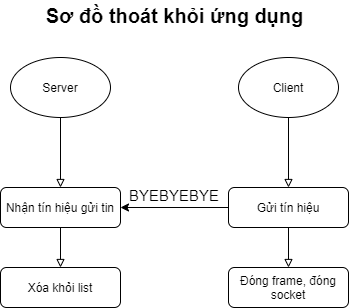 Sơ đồ thoát khỏi ứng dụng
Server
Client
BYEBYEBYE
Nhận tín hiệu gửi tin
Gửi tín hiệu
Xóa khỏi list
Đóng frame, đóng
socket